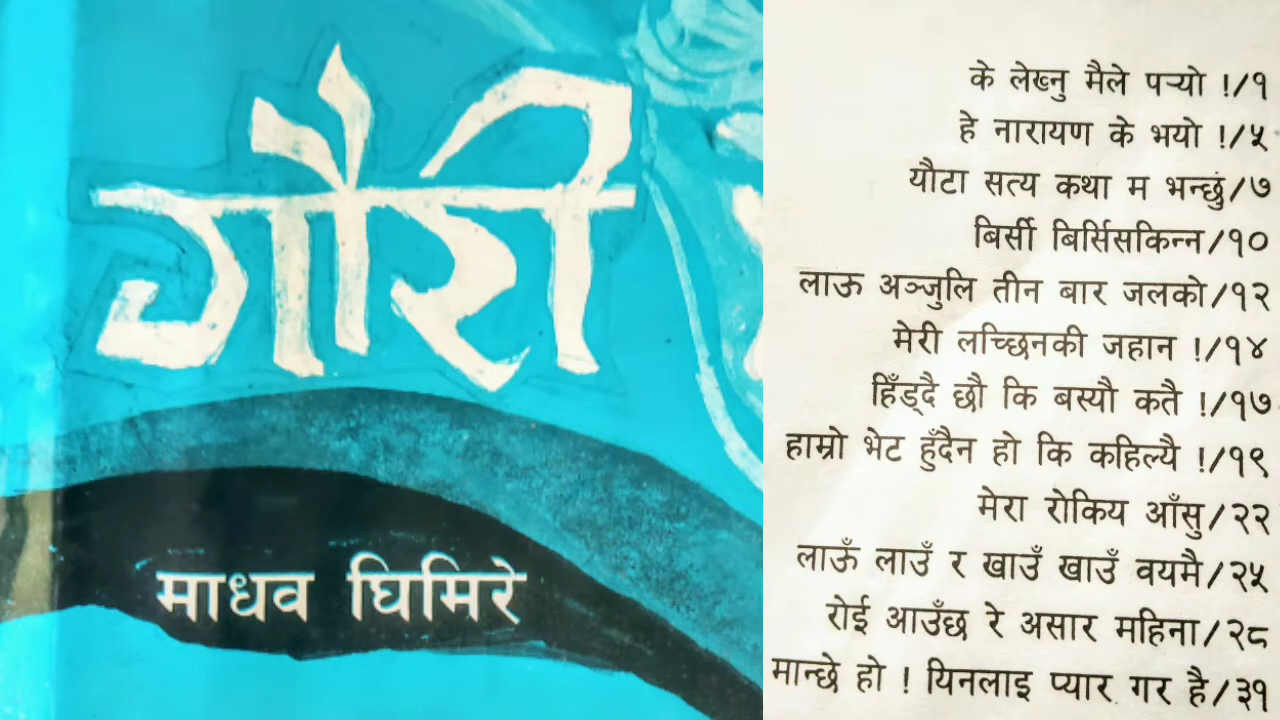 गौरी
माधव घिमिरे
के लेख्नु मैले पर्‍यो !/१
हे नारायण के भयो !/५
यौटा सत्य कथा म भन्छुं/७
बिर्सी बिर्सिसकिन्न/१०
लाऊ अञ्जुलि तीन बार जलको/१२
मेरी लच्छिनकी जहान !/१४
हिँड्दै छौ कि बस्यौ कतै !/१७
हाम्रो भेट हुँदैन हो कि कहिल्यै !/१९
मेरा रोकिय आँसु/२२
लाऊँ लाउँ र खाउँ खाउँ वयमै/२५
रोई आउँछ रे असार महिना/२८
मान्छे हो ! यिनलाइ प्यार गर है/३१